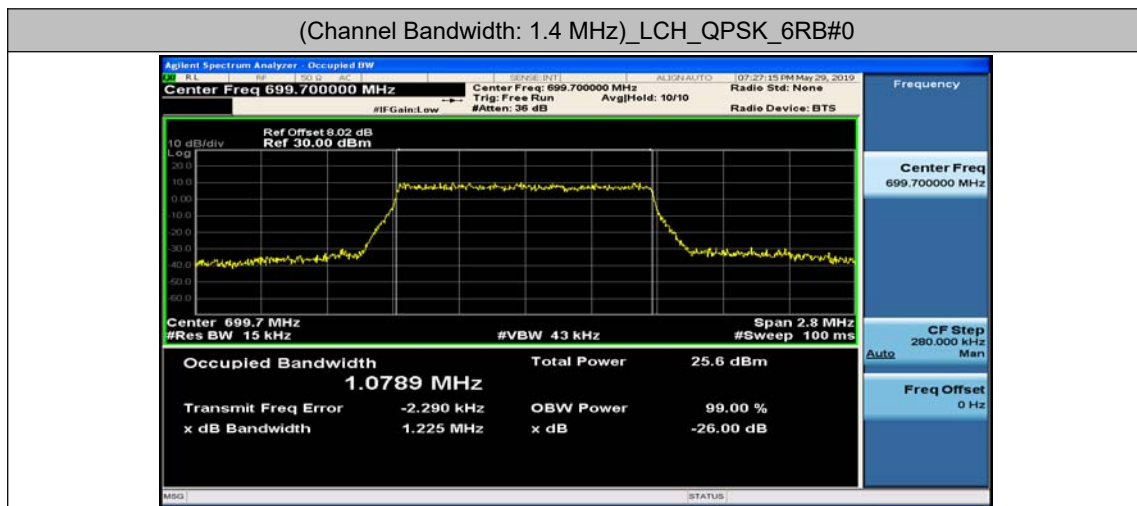 (Channel Bandwidth: 1.4 MHz)_LCH_QPSK_6RB#0
Agilent Spectrum Analyzer - Occupied BW
RL RF 50 Ω AC SENSE:INT ALIGN AUTO 07:27:15 PM May 29, 2019
Center Freq 699.700000 MHz Center Freq: 699.700000 MHz Radio Std: None
Trig: Free Run Avg|Hold: 10/10
#IFGain:Low #Atten: 36 dB Radio Device: BTS
Ref Offset 8.02 dB
10 dB/div Ref 30.00 dBm
Log
20.0
10.0
0.00
-10.0
-20.0
-30.0
-40.0
-50.0
-60.0
Center 699.7 MHz Span 2.8 MHz
#Res BW 15 kHz #VBW 43 kHz #Sweep 100 ms
Occupied Bandwidth Total Power 25.6 dBm
1.0789 MHz
Transmit Freq Error -2.290 kHz OBW Power 99.00 %
x dB Bandwidth 1.225 MHz x dB -26.00 dB
MSG STATUS
Frequency
Center Freq
699.700000 MHz
CF Step
280.000 kHz
Auto Man
Freq Offset
0 Hz